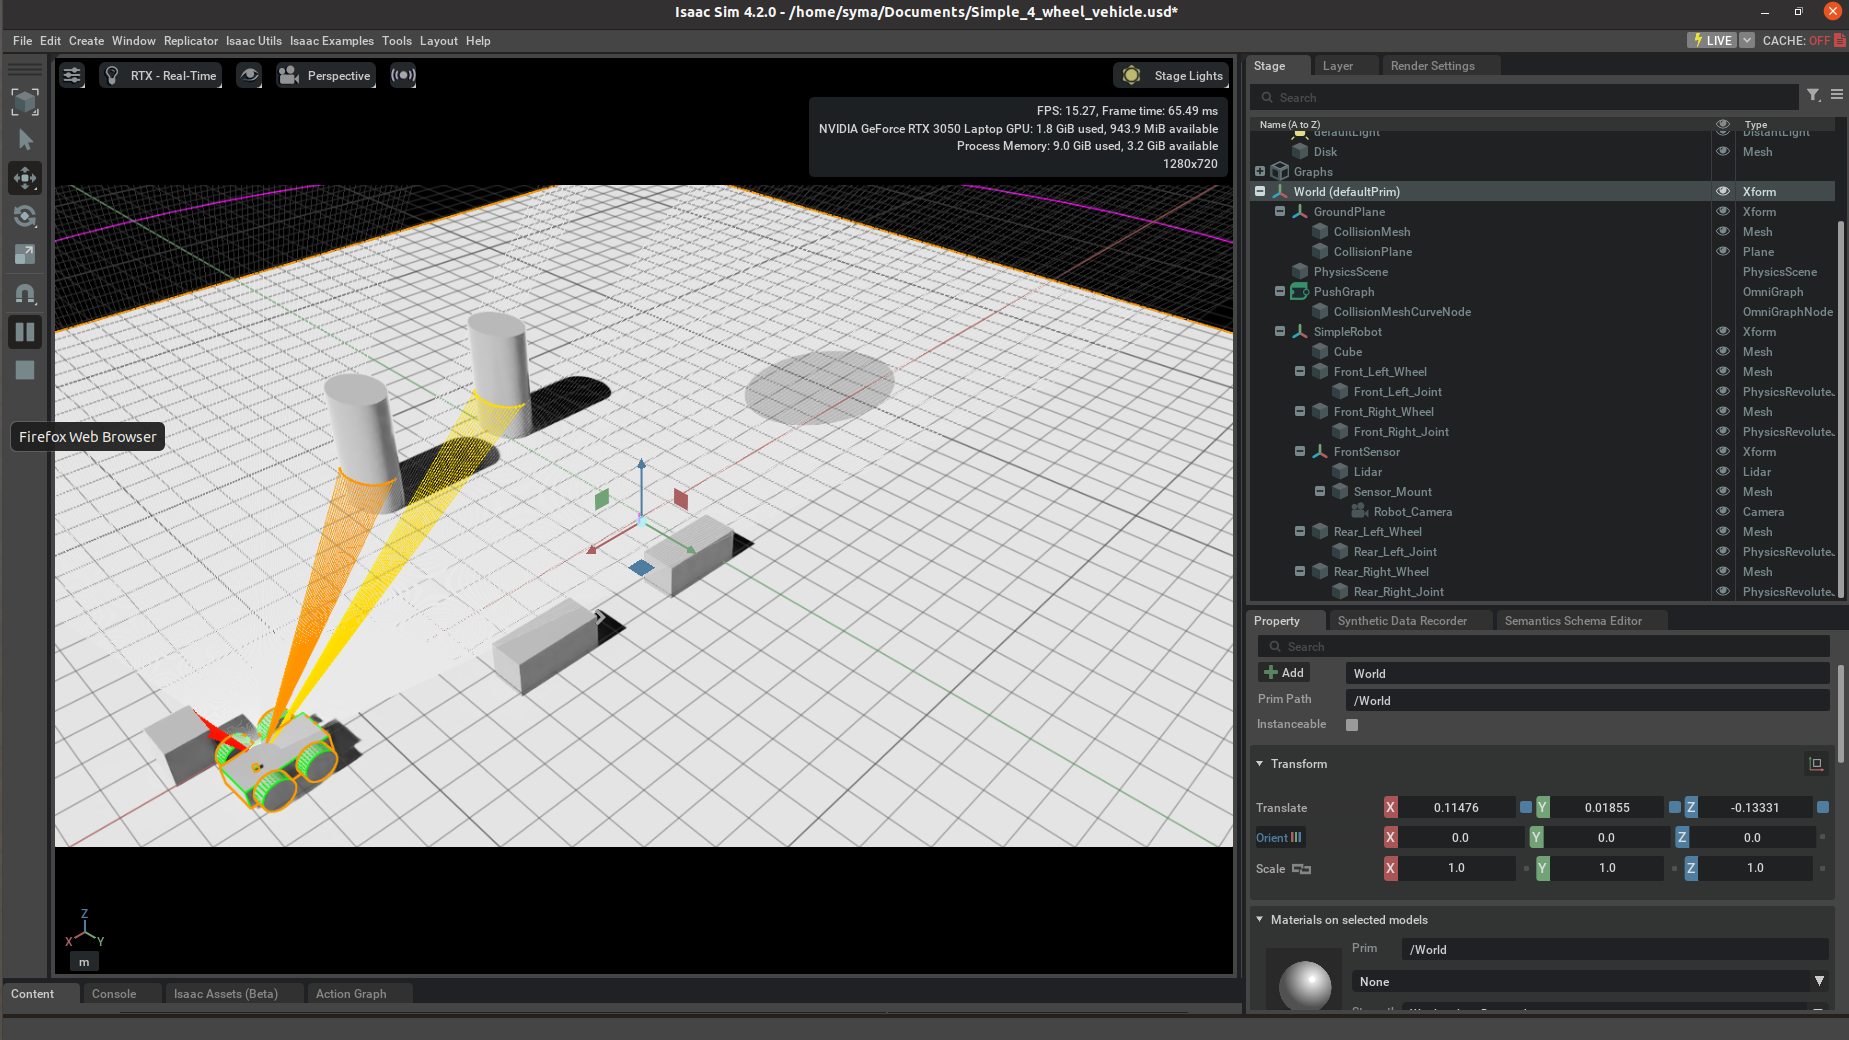 Isaac Sim 4.2.0 - /home/syma/Documents/Simple_4_wheel_vehicle.usd*
File Edit Create Window Replicator Isaac Utils Isaac Examples Tools Layout Help
LIVE CACHE: OFF
RTX - Real-Time Perspective Stage Lights
FPS: 15.27, Frame time: 65.49 ms
NVIDIA GeForce RTX 3050 Laptop GPU: 1.8 GiB used, 943.9 MiB available
Process Memory: 9.0 GiB used, 3.2 GiB available
1280x720
Firefox Web Browser
Z
X Y
m
Content Console Isaac Assets (Beta) Action Graph
Stage Layer Render Settings
Search
Name (A to Z) Type
defaultLight DistantLight
Disk Mesh
Graphs
World (defaultPrim) Xform
GroundPlane Xform
CollisionMesh Mesh
CollisionPlane Plane
PhysicsScene PhysicsScene
PushGraph OmniGraph
CollisionMeshCurveNode OmniGraphNode
SimpleRobot Xform
Cube Mesh
Front_Left_Wheel Mesh
Front_Left_Joint PhysicsRevolute
Front_Right_Wheel Mesh
Front_Right_Joint PhysicsRevolute
FrontSensor Xform
Lidar Lidar
Sensor_Mount Mesh
Robot_Camera Camera
Rear_Left_Wheel Mesh
Rear_Left_Joint PhysicsRevolute
Rear_Right_Wheel Mesh
Rear_Right_Joint PhysicsRevolute
Property Synthetic Data Recorder Semantics Schema Editor
Search
Add World
Prim Path /World
Instanceable
Transform
Translate X 0.11476 Y 0.01855 Z -0.13331
Orient X 0.0 Y 0.0 Z 0.0
Scale X 1.0 Y 1.0 Z 1.0
Materials on selected models
Prim /World
None